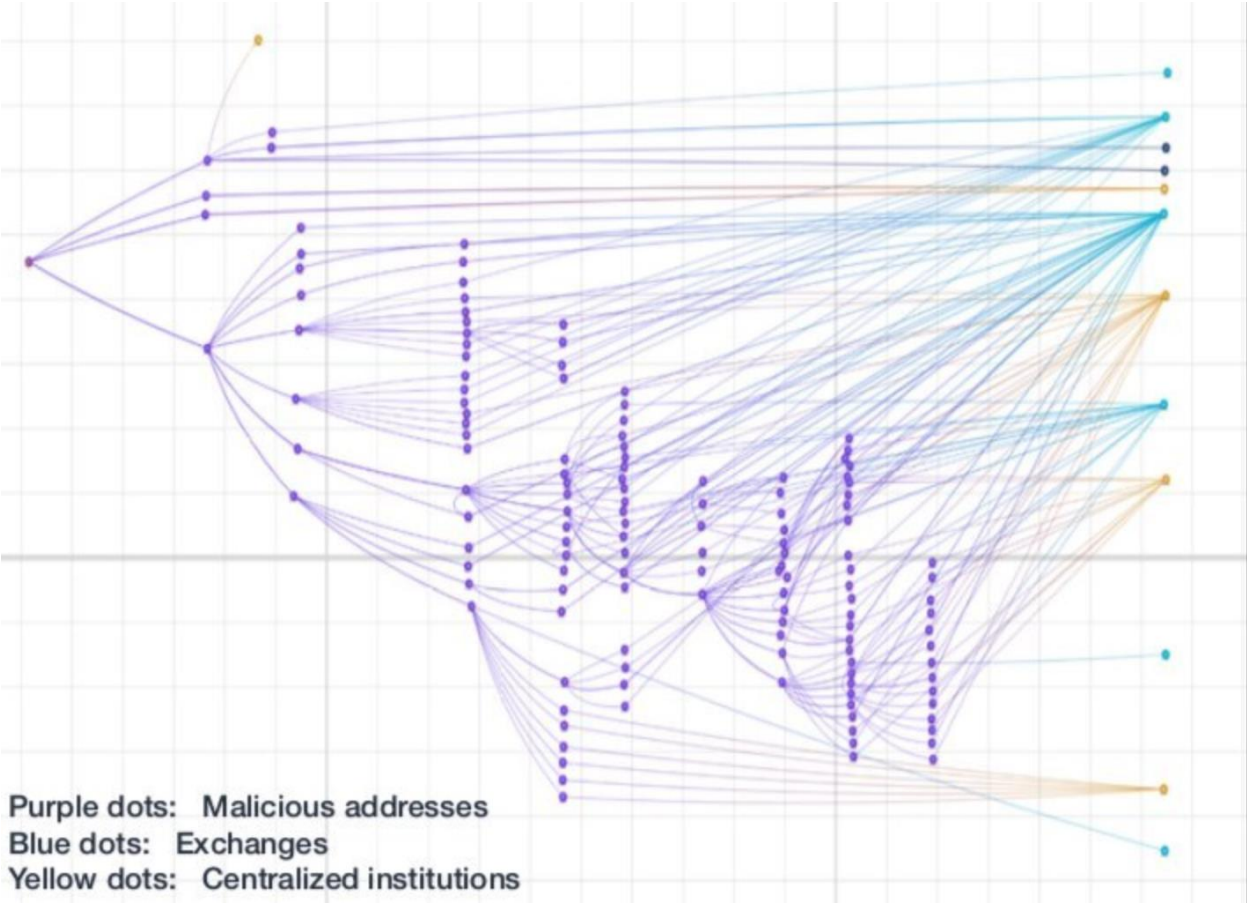 Purple dots: Malicious addresses
Blue dots: Exchanges
Yellow dots: Centralized institutions